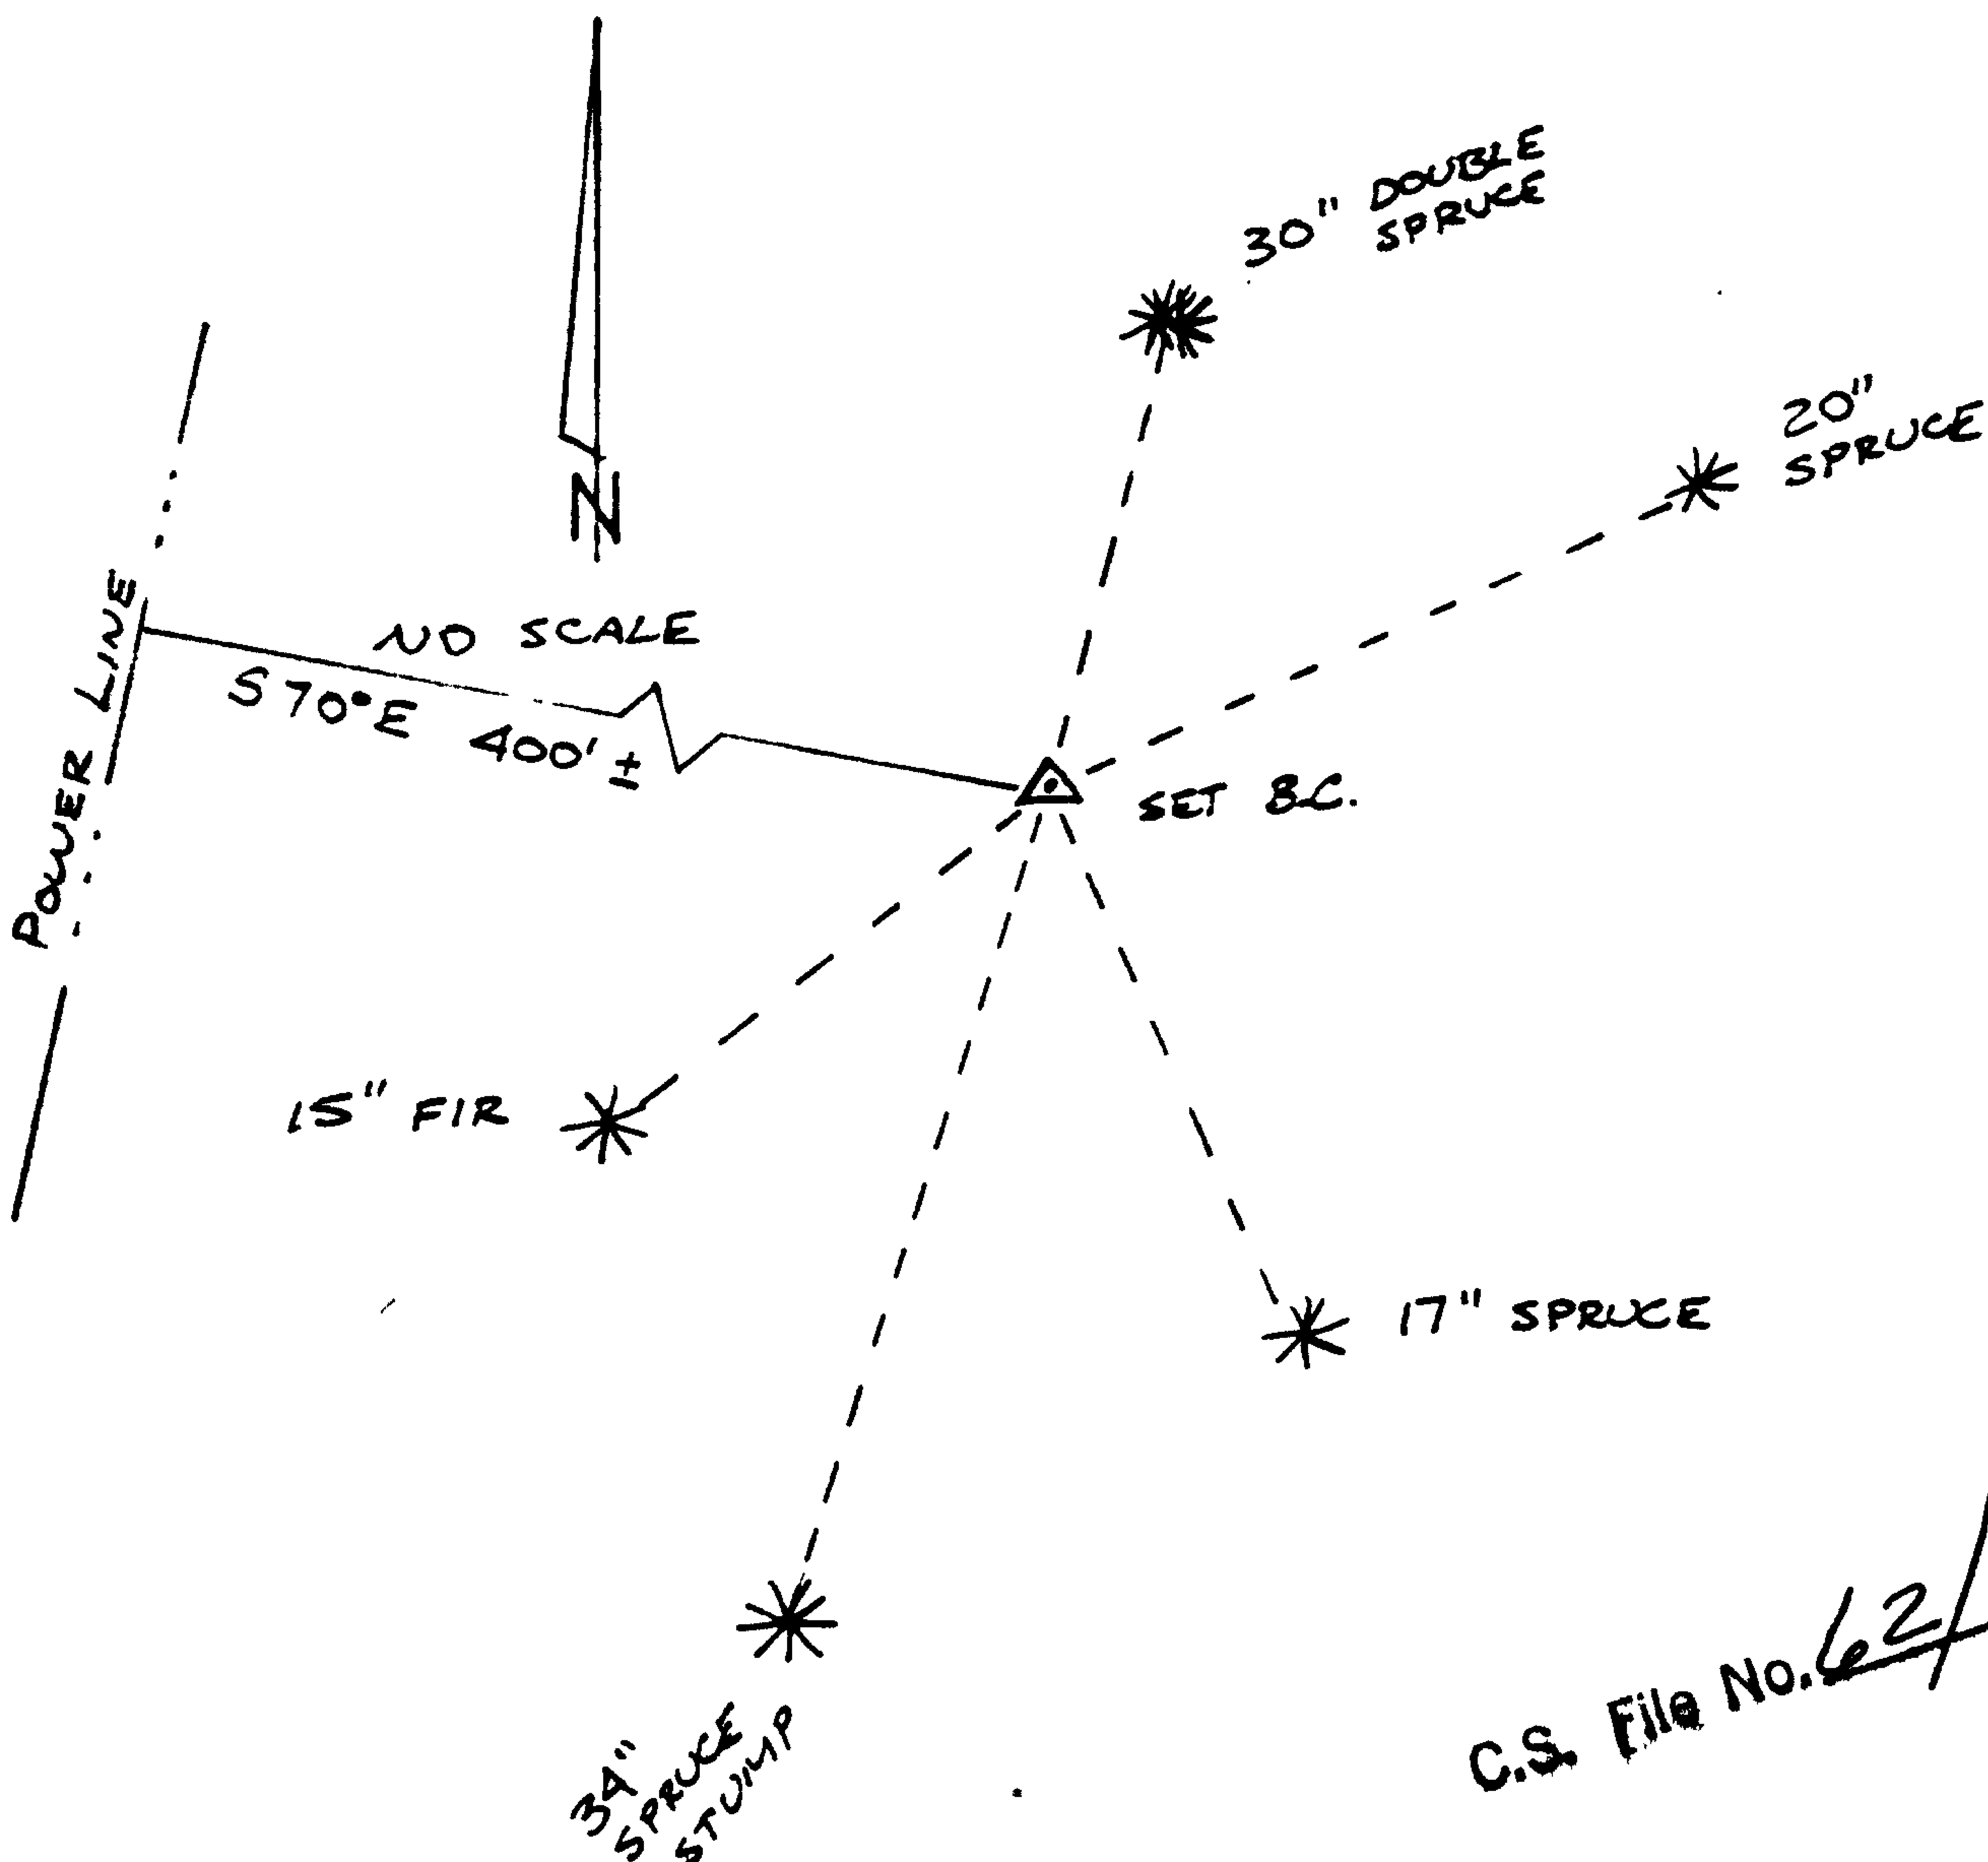 30" DOUBLE
SPRUCE
20"
SPRUCE
N
NO SCALE
S 70° E 400' ±
POWER LINE
SET B.C.
15" FIR
17" SPRUCE
34"
SPRUCE
STUMP
C.S. File No. 62